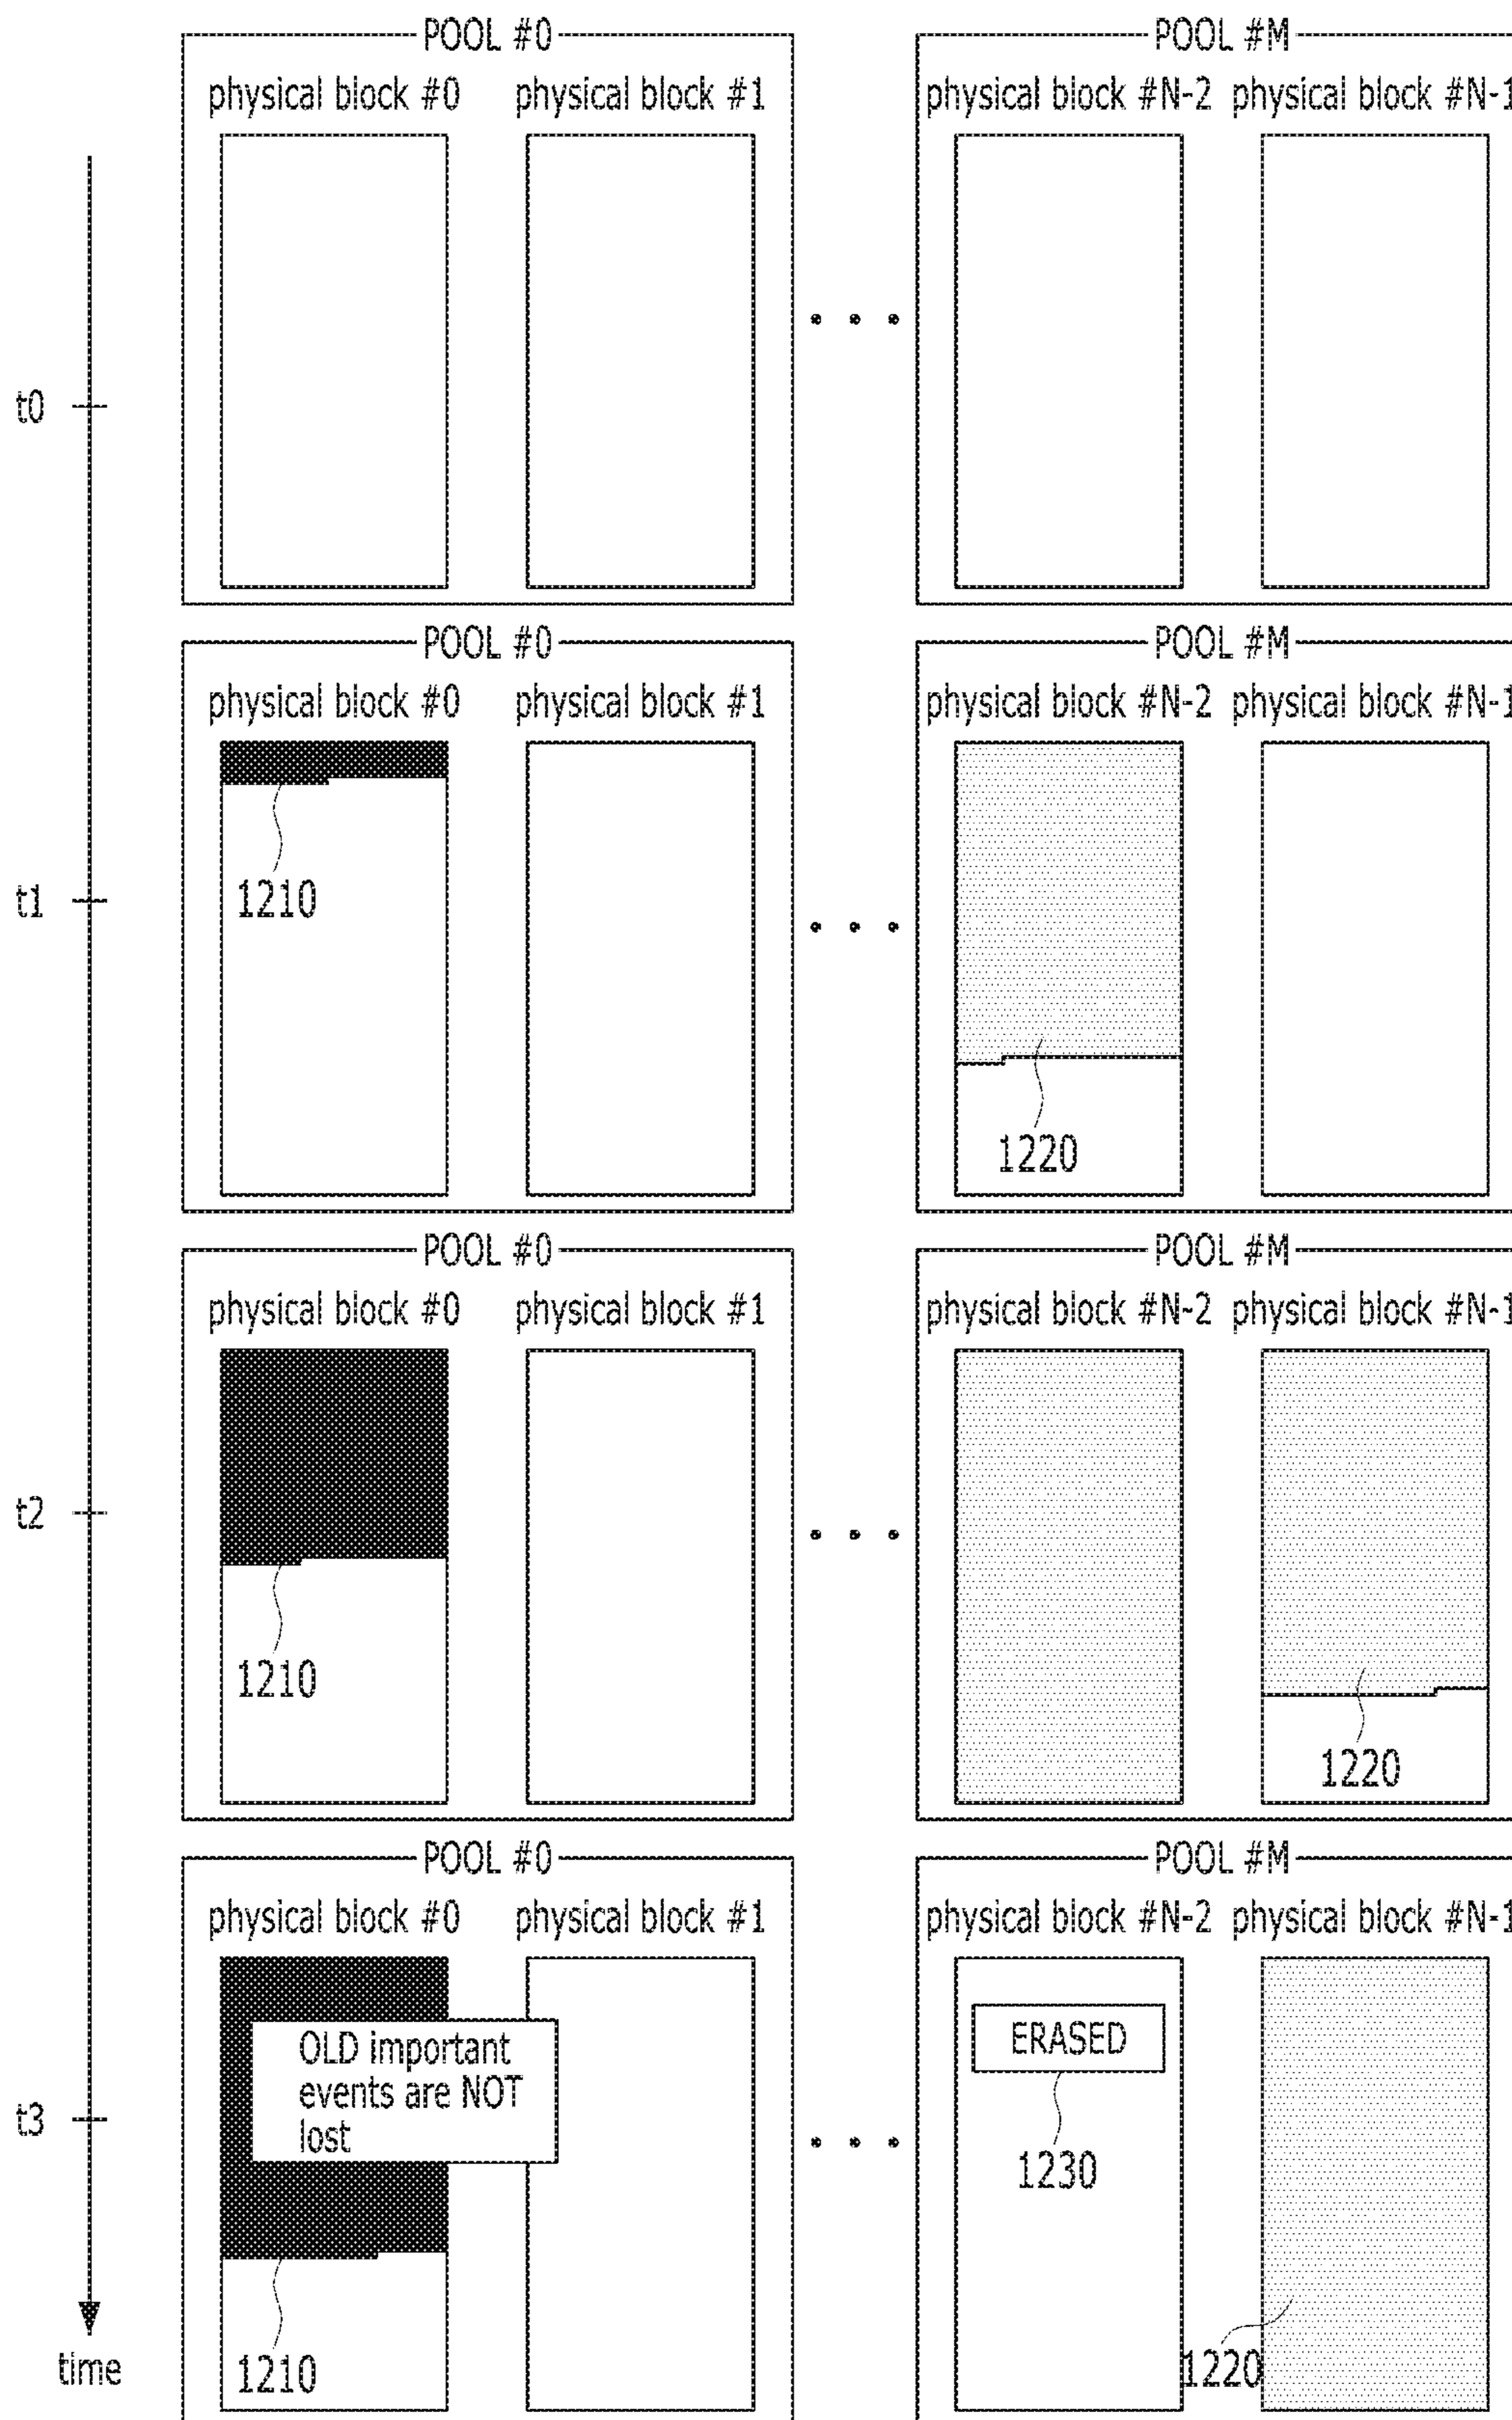 POOL #0 POOL #M
physical block #0 physical block #1 physical block #N-2 physical block #N-1
t0
POOL #0 POOL #M
physical block #0 physical block #1 physical block #N-2 physical block #N-1
t1
1210
1220
POOL #0 POOL #M
physical block #0 physical block #1 physical block #N-2 physical block #N-1
t2
1210
1220
POOL #0 POOL #M
physical block #0 physical block #1 physical block #N-2 physical block #N-1
OLD important
events are NOT
lost
ERASED
t3
1230
1210
1220
time